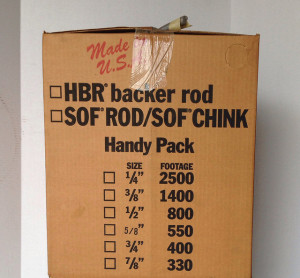 Made
U.S.
☐ HBR® backer rod
☐ SOF® ROD/SOF® CHINK
Handy Pack
SIZE FOOTAGE
☐ 1/4" 2500
☐ 3/8" 1400
☐ 1/2" 800
☐ 5/8" 550
☐ 3/4" 400
☐ 7/8" 330